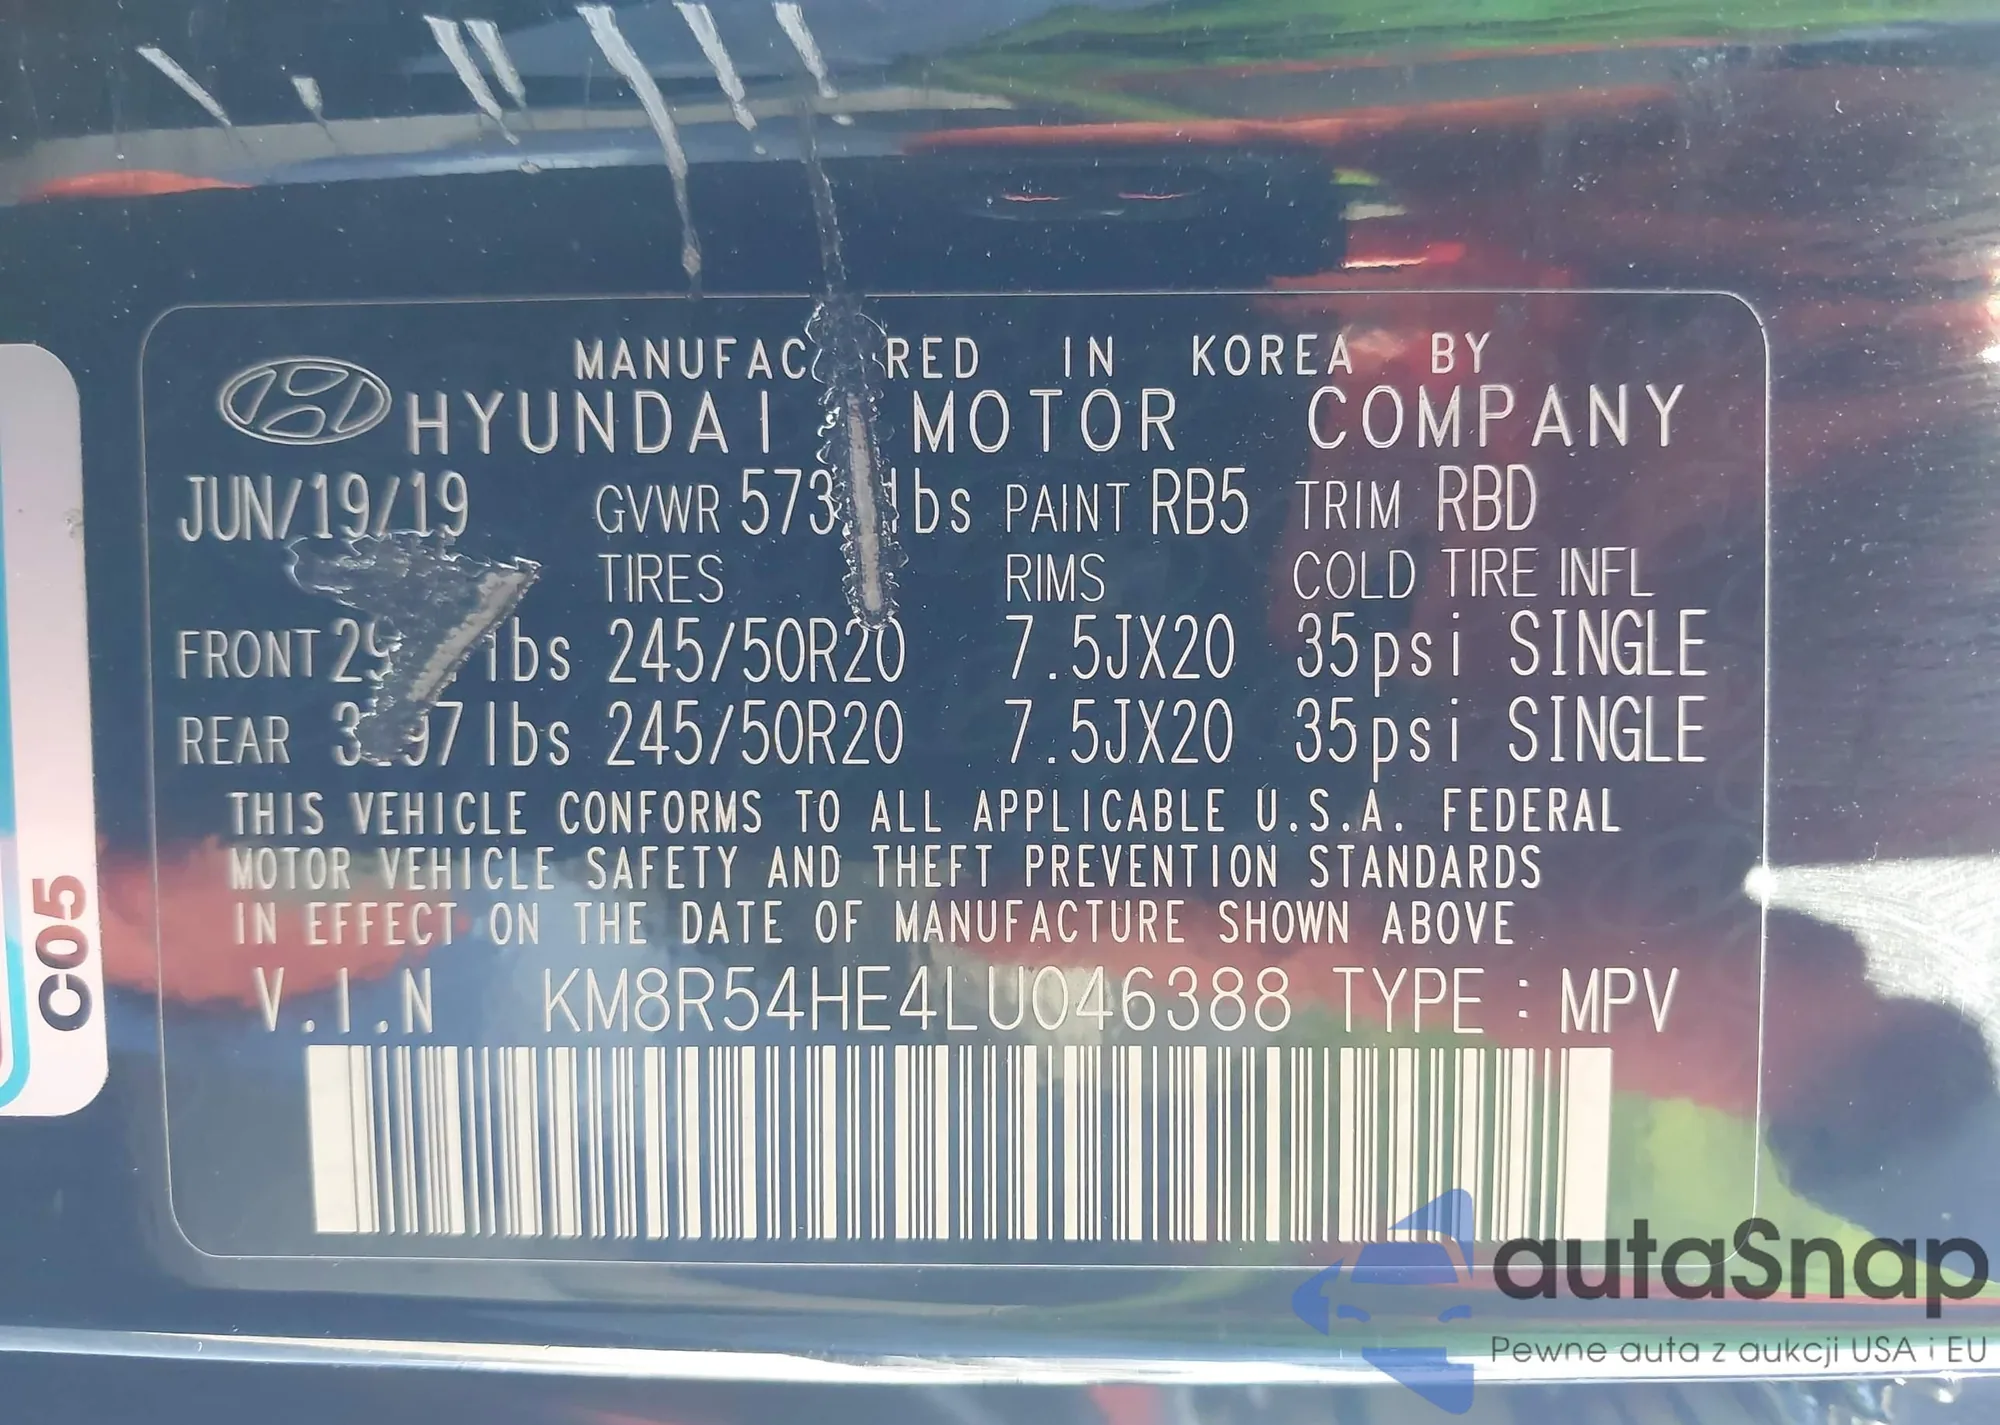 MANUFAC RED IN KOREA BY
HYUNDAI MOTOR COMPANY
JUN/19/19 GVWR lbs PAINT RB5 TRIM RBD
TIRES RIMS COLD TIRE INFL
FRONT lbs 245/50R20 7.5JX20 35psi SINGLE
REAR lbs 245/50R20 7.5JX20 35psi SINGLE
THIS VEHICLE CONFORMS TO ALL APPLICABLE U.S.A. FEDERAL
MOTOR VEHICLE SAFETY AND THEFT PREVENTION STANDARDS
IN EFFECT ON THE DATE OF MANUFACTURE SHOWN ABOVE
V.I.N KM8R54HE4LU046388 TYPE : MPV
C05
autaSnap
Pewne auta z aukcji USA i EU